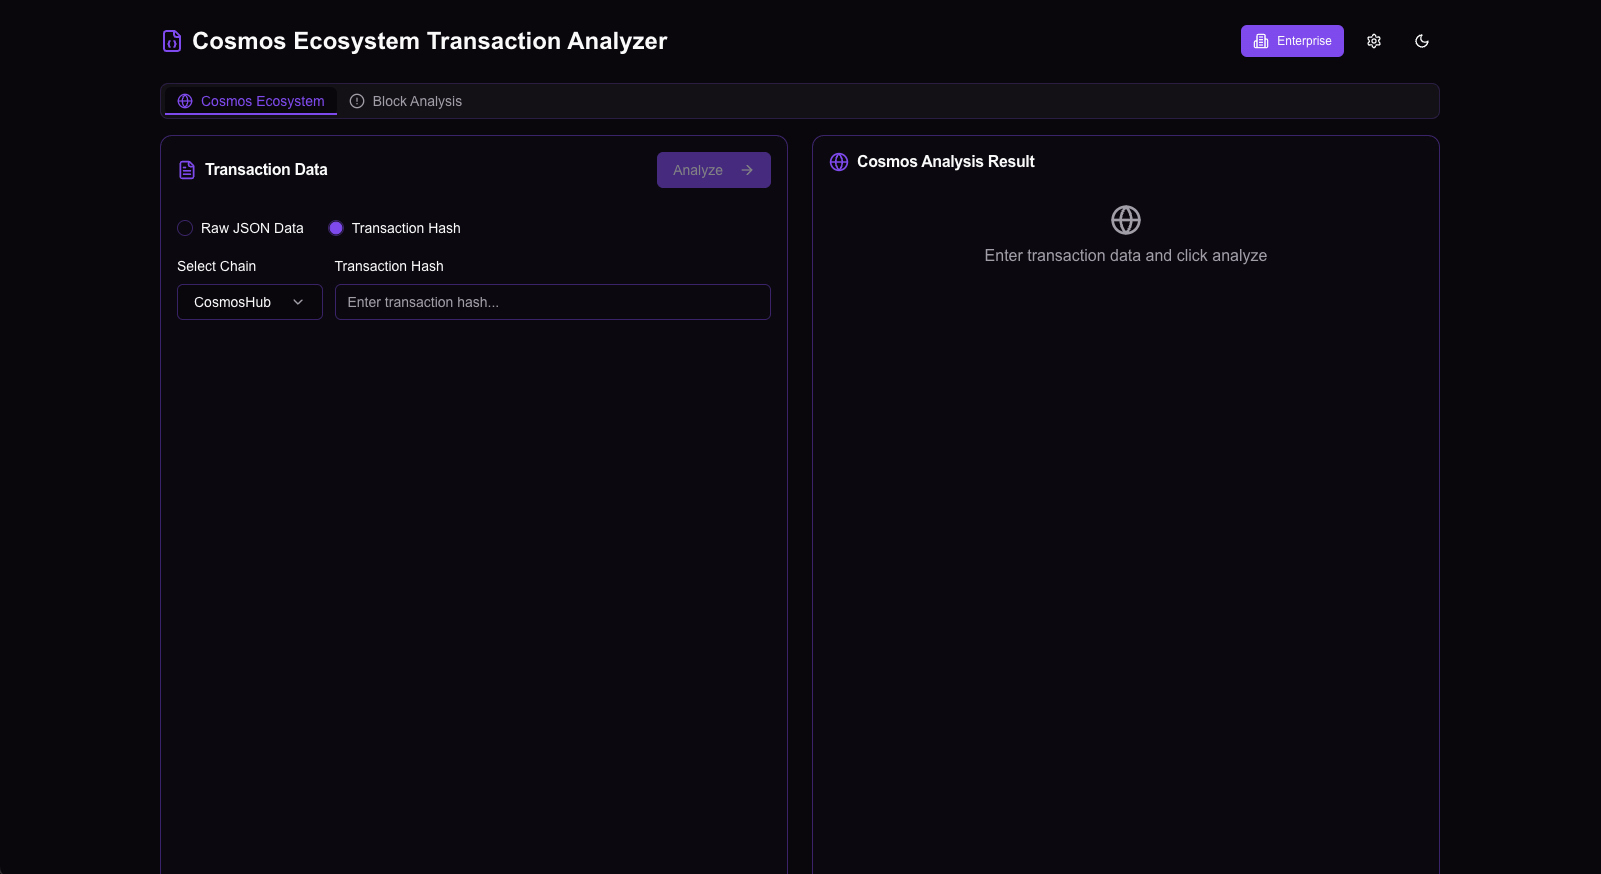 Cosmos Ecosystem Transaction Analyzer
Enterprise
Cosmos Ecosystem
Block Analysis
Transaction Data
Analyze
Raw JSON Data
Transaction Hash
Select Chain
Transaction Hash
CosmosHub
Enter transaction hash...
Cosmos Analysis Result
Enter transaction data and click analyze